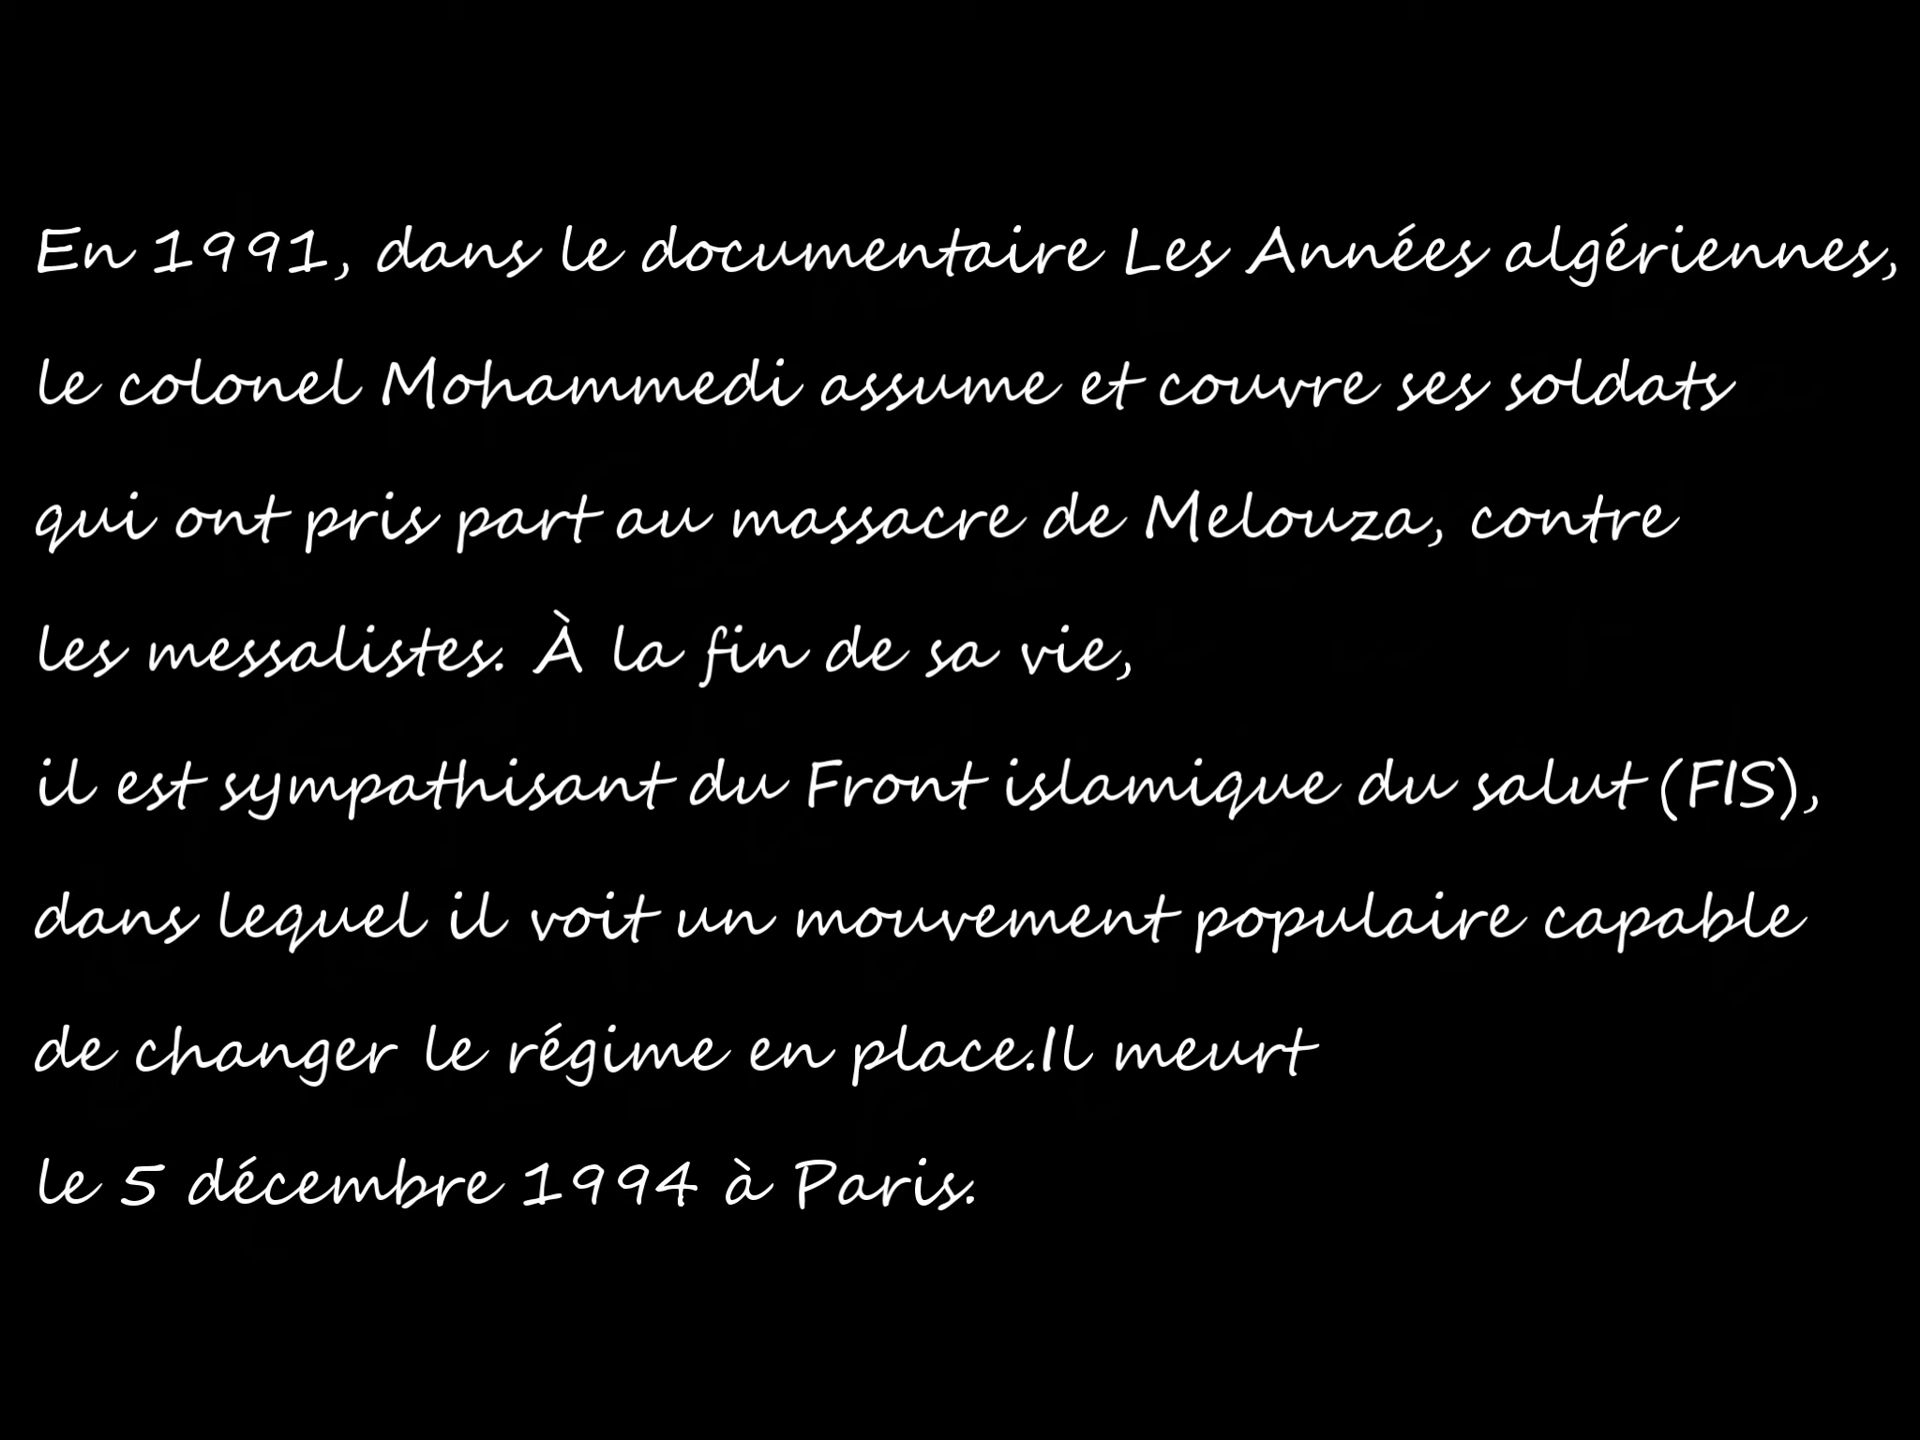 En 1991, dans le documentaire Les Années algériennes,
le colonel Mohammedi assume et couvre ses soldats
qui ont pris part au massacre de Melouza, contre
les messalistes. À la fin de sa vie,
il est sympathisant du Front islamique du salut (FIS),
dans lequel il voit un mouvement populaire capable
de changer le régime en place.Il meurt
le 5 décembre 1994 à Paris.